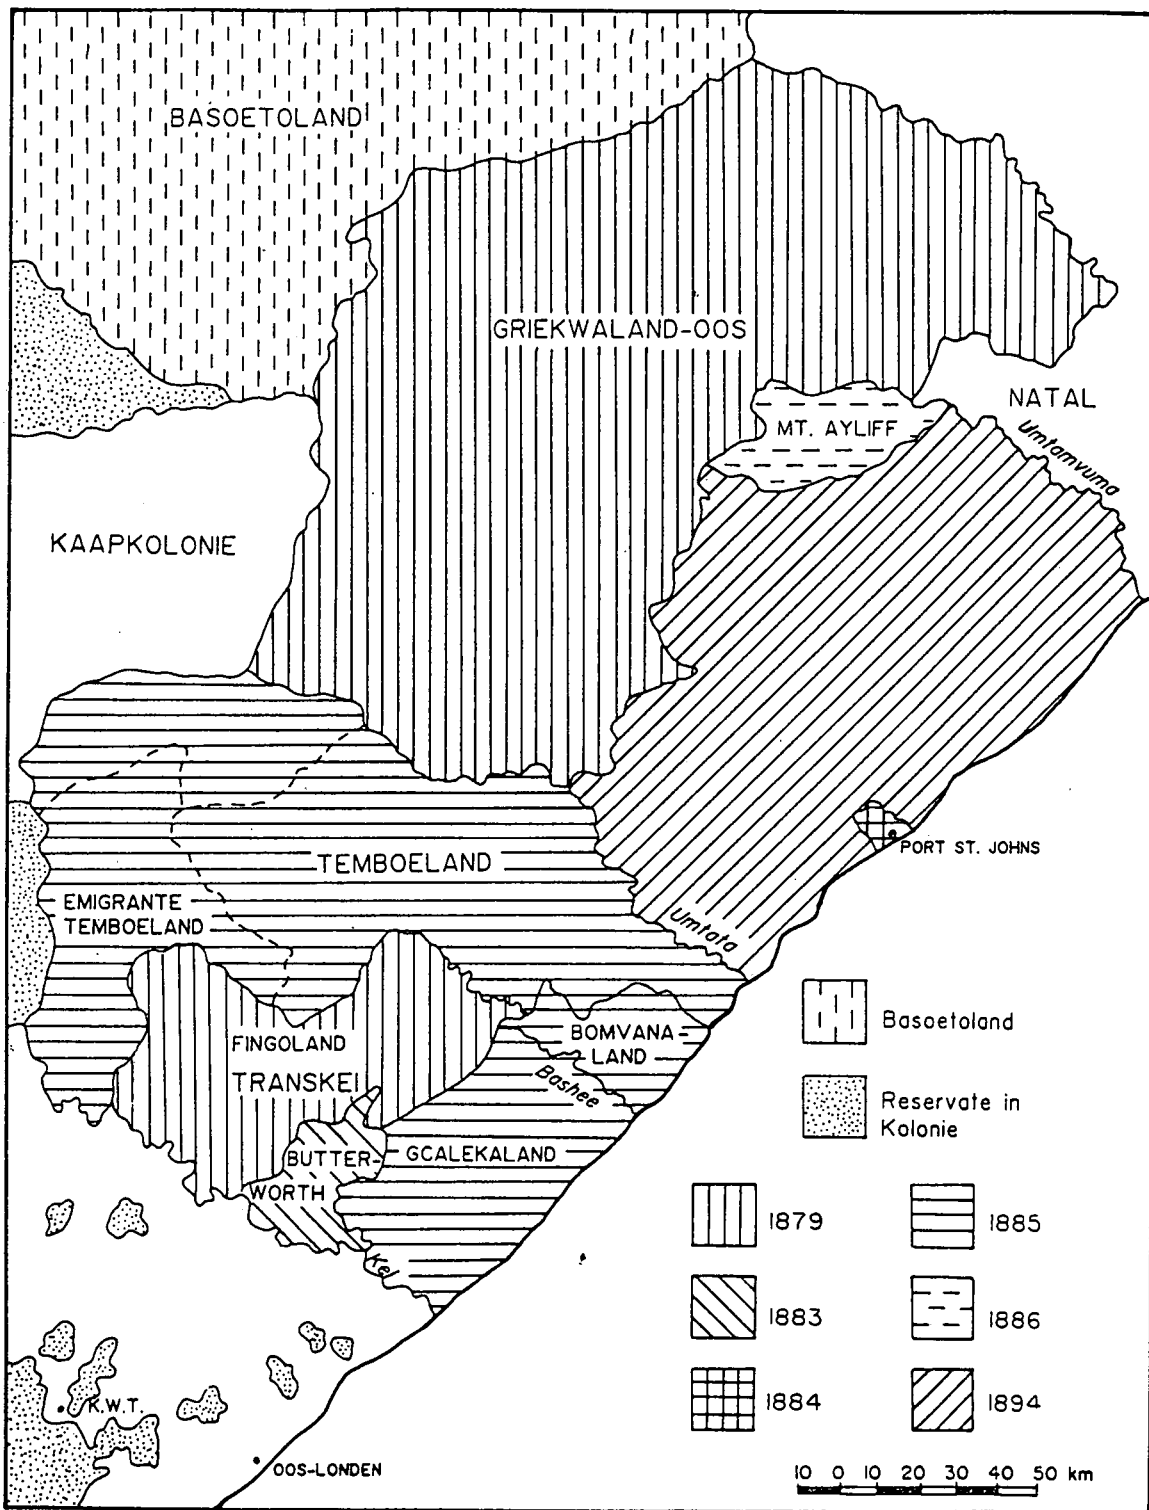 BASOETOLAND
GRIEKWALAND-OOS
NATAL
MT. AYLIFF
Umtamvuma
KAAPKOLONIE
PORT ST. JOHNS
TEMBOELAND
EMIGRANTE
TEMBOELAND
Umtata
FINGOLAND
BOMVANA-
LAND
TRANSKEI
Bashee
BUTTER-
WORTH
GCALEKALAND
Kei
K.W.T.
OOS-LONDEN
Basoetoland
Reservate in
Kolonie
1879
1885
1883
1886
1884
1894
10 0 10 20 30 40 50 km